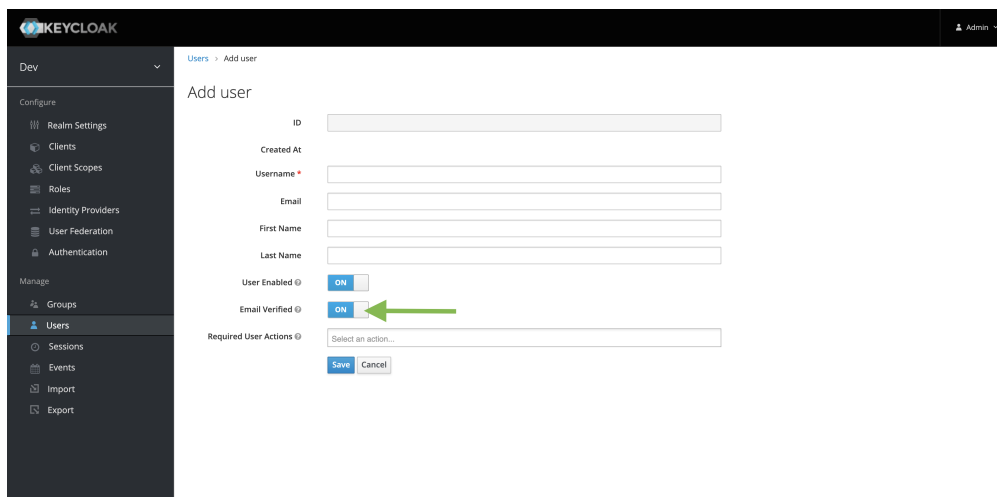 KEYCLOAK
Admin
Dev
Configure
Realm Settings
Clients
Client Scopes
Roles
Identity Providers
User Federation
Authentication
Manage
Groups
Users
Sessions
Events
Import
Export
Users > Add user
Add user
ID
Created At
Username *
Email
First Name
Last Name
User Enabled ON
Email Verified ON
Required User Actions Select an action...
Save Cancel